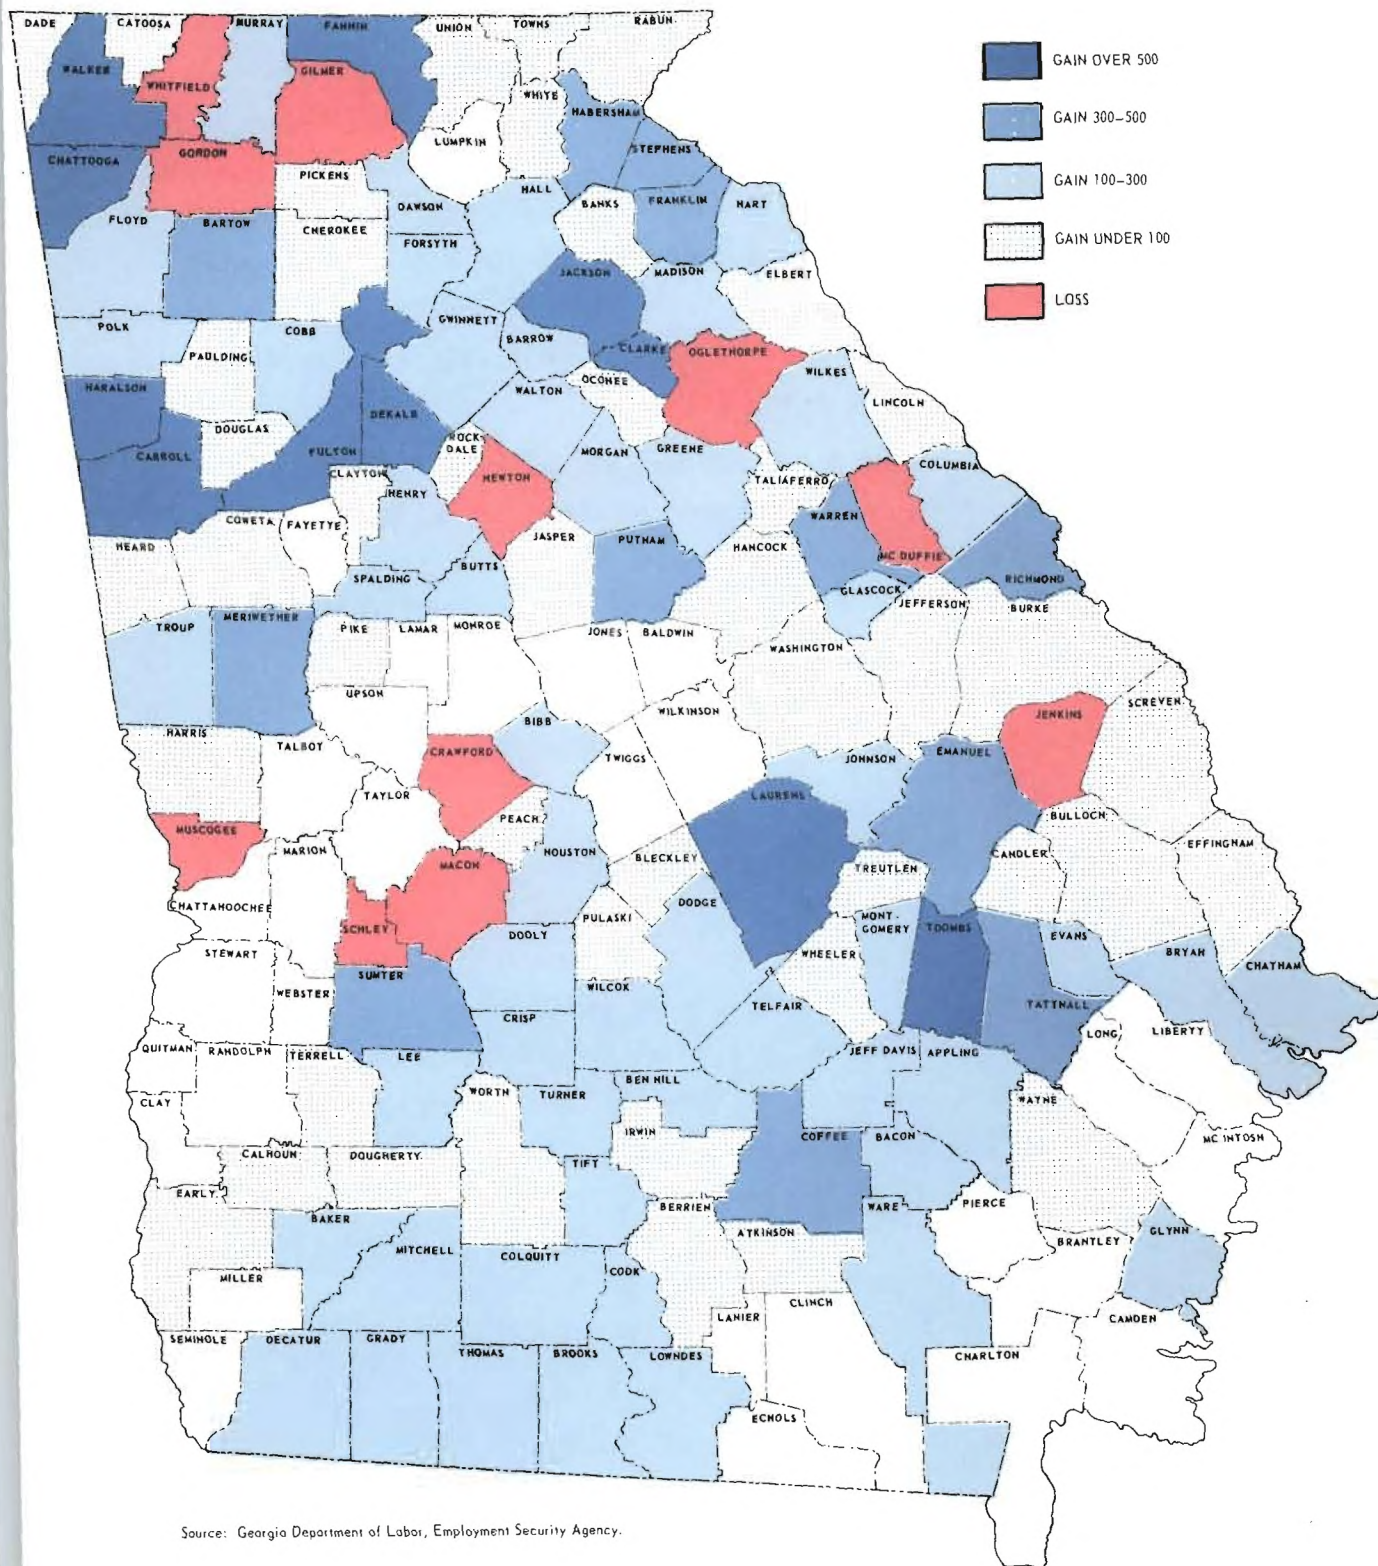 DADE
CATOOSA
MURRAY
FANNIN
UNION
TOWNS
RABUN
WALKER
WHITFIELD
GILMER
WHITE
HABERSHAM
LUMPKIN
STEPHENS
CHATTOOGA
GORDON
PICKENS
HALL
BANKS
FRANKLIN
HART
FLOYD
BARTOW
CHEROKEE
DAWSON
FORSYTH
JACKSON
MADISON
ELBERT
POLK
PAULDING
COBB
GWINNETT
BARROW
CLARKE
OGLETHORPE
WILKES
LINCOLN
HARALSON
DOUGLAS
DEKALB
WALTON
OCONEE
CARROLL
FULTON
CLAYTON
ROCK
DALE
NEWTON
MORGAN
GREENE
TALIAFERRO
COLUMBIA
HENRY
WARREN
MC DUFFIE
RICHMOND
COWETA
FAYETTE
HEARD
SPALDING
BUTTS
JASPER
PUTNAM
HANCOCK
GLASCOCK
JEFFERSON
BURKE
TROUP
MERIWETHER
PIKE
LAMAR
MONROE
JONES
BALDWIN
WASHINGTON
UPSON
HARRIS
TALBOT
CRAWFORD
BIBB
TWIGGS
WILKINSON
JOHNSON
EMANUEL
JENKINS
SCREVEN
TAYLOR
PEACH
LAURENS
BULLOCH
EFFINGHAM
MUSCOGEE
MARION
MACON
HOUSTON
BLECKLEY
TREUTLEN
CANDLER
CHATTAHOOCHEE
SCHLEY
DOOLY
PULASKI
DODGE
MONT-
GOMERY
TOOMBS
EVANS
BRYAN
CHATHAM
STEWART
WEBSTER
SUMTER
WILCOX
WHEELER
TELFAIR
TATTNALL
LONG
LIBERTY
CRISP
QUITMAN
RANDOLPH
TERRELL
LEE
JEFF DAVIS
APPLING
CLAY
WORTH
TURNER
BEN HILL
WAYNE
MC INTOSH
CALHOUN
DOUGHERTY
IRWIN
TIFT
COFFEE
BACON
EARLY
BAKER
MITCHELL
COLQUITT
COOK
BERRIEN
ATKINSON
WARE
PIERCE
BRANTLEY
GLYNN
MILLER
LANIER
CLINCH
CAMDEN
SEMINOLE
DECATUR
GRADY
THOMAS
BROOKS
LOWNDES
CHARLTON
ECHOLS
GAIN OVER 500
GAIN 300–500
GAIN 100–300
GAIN UNDER 100
LOSS
Source: Georgia Department of Labor, Employment Security Agency.